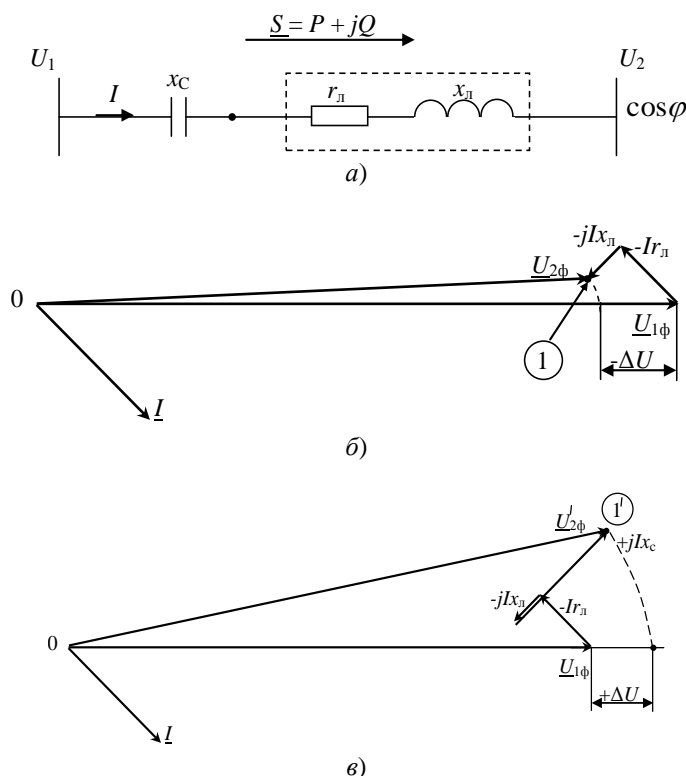 S = P + jQ
U1
U2
I
xC
rл
xл
cosφ
а)
-jIxл
-Irл
U2ф
0
U1ф
1
-ΔU
I
б)
1′
U′2ф
+jIxс
-jIxл
-Irл
0
U1ф
+ΔU
I
в)